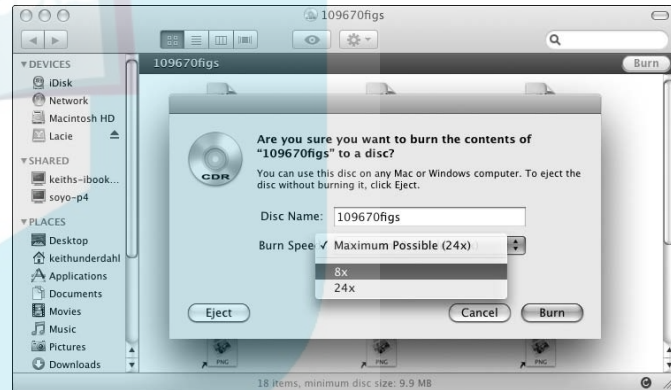 109670figs
DEVICES
iDisk
Network
Macintosh HD
Lacie
SHARED
keiths-ibook...
soyo-p4
PLACES
Desktop
keithunderdahl
Applications
Documents
Movies
Music
Pictures
Downloads
109670figs
Burn
CDR
Are you sure you want to burn the contents of
“109670figs” to a disc?
You can use this disc on any Mac or Windows computer. To eject the
disc without burning it, click Eject.
Disc Name: 109670figs
Burn Spee ✓ Maximum Possible (24x)
8x
24x
Eject
Cancel
Burn
PNG
PNG
PNG
18 items, minimum disc size: 9.9 MB